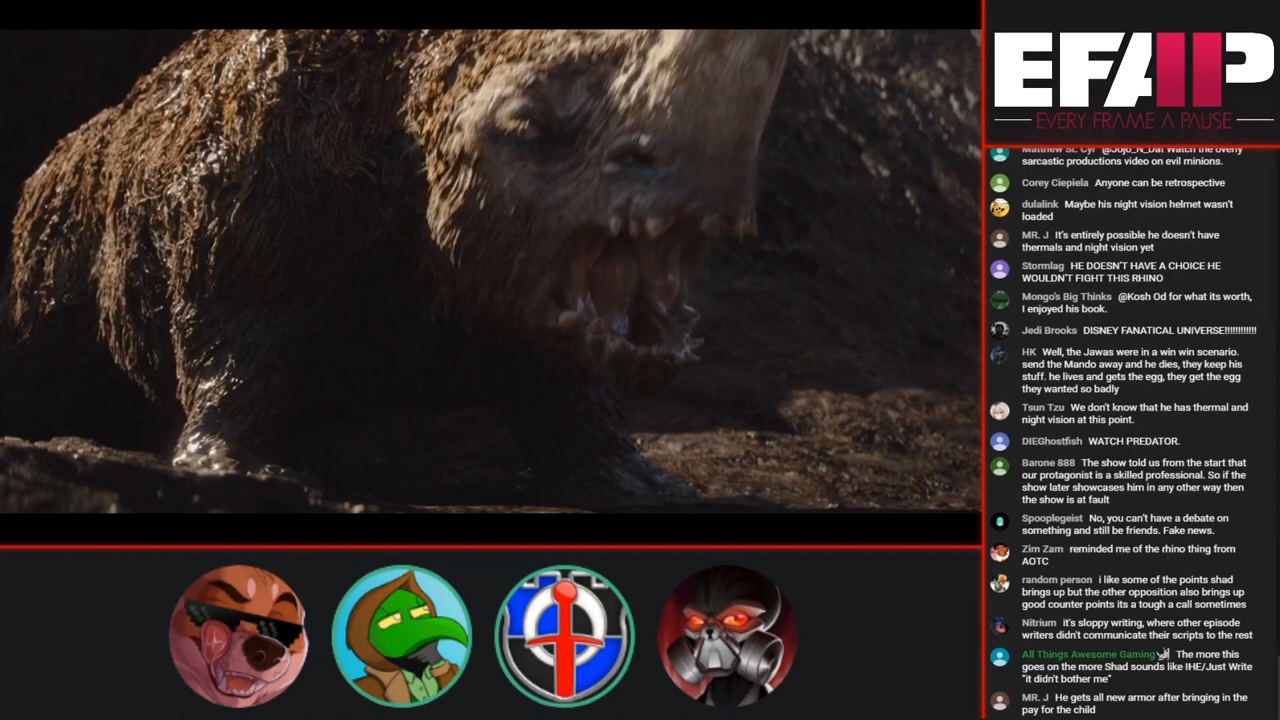 EFAP
EVERY FRAME A PAUSE
Matthew St. Cyr @Jojo_N_Dat Watch the overly
sarcastic productions video on evil minions.
Corey Ciepiela Anyone can be retrospective
dulalink Maybe his night vision helmet wasn't
loaded
MR. J It's entirely possible he doesn't have
thermals and night vision yet
Stormlag HE DOESN'T HAVE A CHOICE HE
WOULDN'T FIGHT THIS RHINO
Mongo's Big Thinks @Kosh Od for what its worth,
I enjoyed his book.
Jedi Brooks DISNEY FANATICAL UNIVERSE!!!!!!!!!!!!
HK Well, the Jawas were in a win win scenario.
send the Mando away and he dies, they keep his
stuff. he lives and gets the egg, they get the egg
they wanted so badly
Tsun Tzu We don't know that he has thermal and
night vision at this point.
DIEGhostfish WATCH PREDATOR.
Barone 888 The show told us from the start that
our protagonist is a skilled professional. So if the
show later showcases him in any other way then
the show is at fault
Spooplegeist No, you can't have a debate on
something and still be friends. Fake news.
Zim Zam reminded me of the rhino thing from
AOTC
random person i like some of the points shad
brings up but the other opposition also brings up
good counter points its a tough a call sometimes
Nitrium it's sloppy writing, where other episode
writers didn't communicate their scripts to the rest
All Things Awesome Gaming The more this
goes on the more Shad sounds like IHE/Just Write
"it didn't bother me"
MR. J He gets all new armor after bringing in the
pay for the child